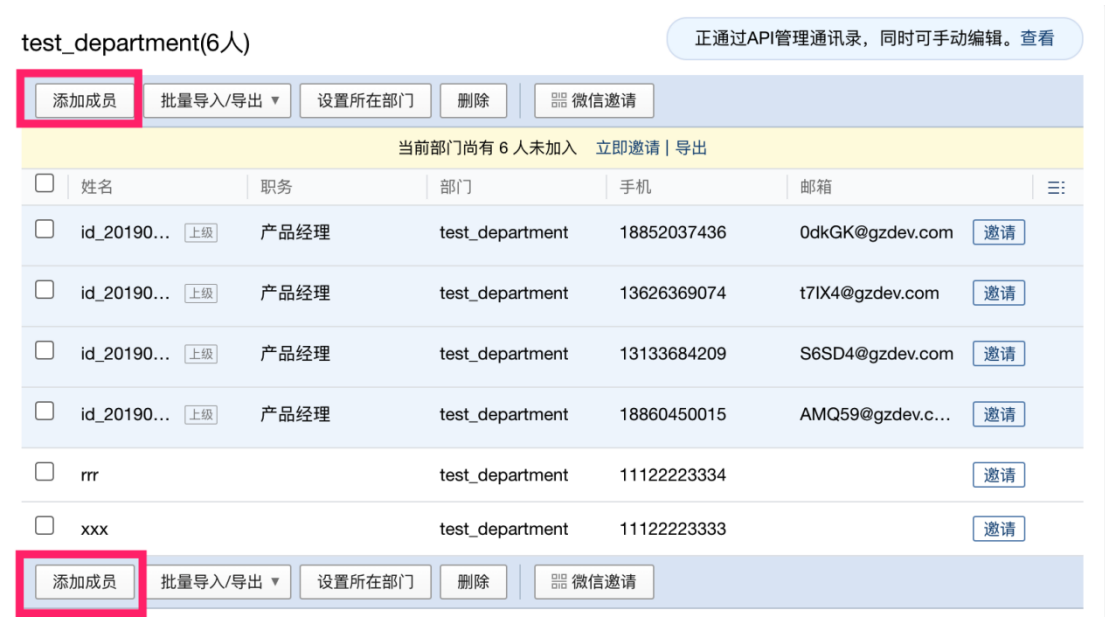 test_department(6人)
正通过API管理通讯录，同时可手动编辑。查看
添加成员 批量导入/导出 ▼ 设置所在部门 删除 微信邀请
当前部门尚有 6 人未加入 立即邀请 | 导出
姓名 职务 部门 手机 邮箱
id_20190... 上级 产品经理 test_department 18852037436 0dkGK@gzdev.com 邀请
id_20190... 上级 产品经理 test_department 13626369074 t7IX4@gzdev.com 邀请
id_20190... 上级 产品经理 test_department 13133684209 S6SD4@gzdev.com 邀请
id_20190... 上级 产品经理 test_department 18860450015 AMQ59@gzdev.c... 邀请
rrr test_department 11122223334 邀请
xxx test_department 11122223333 邀请
添加成员 批量导入/导出 ▼ 设置所在部门 删除 微信邀请